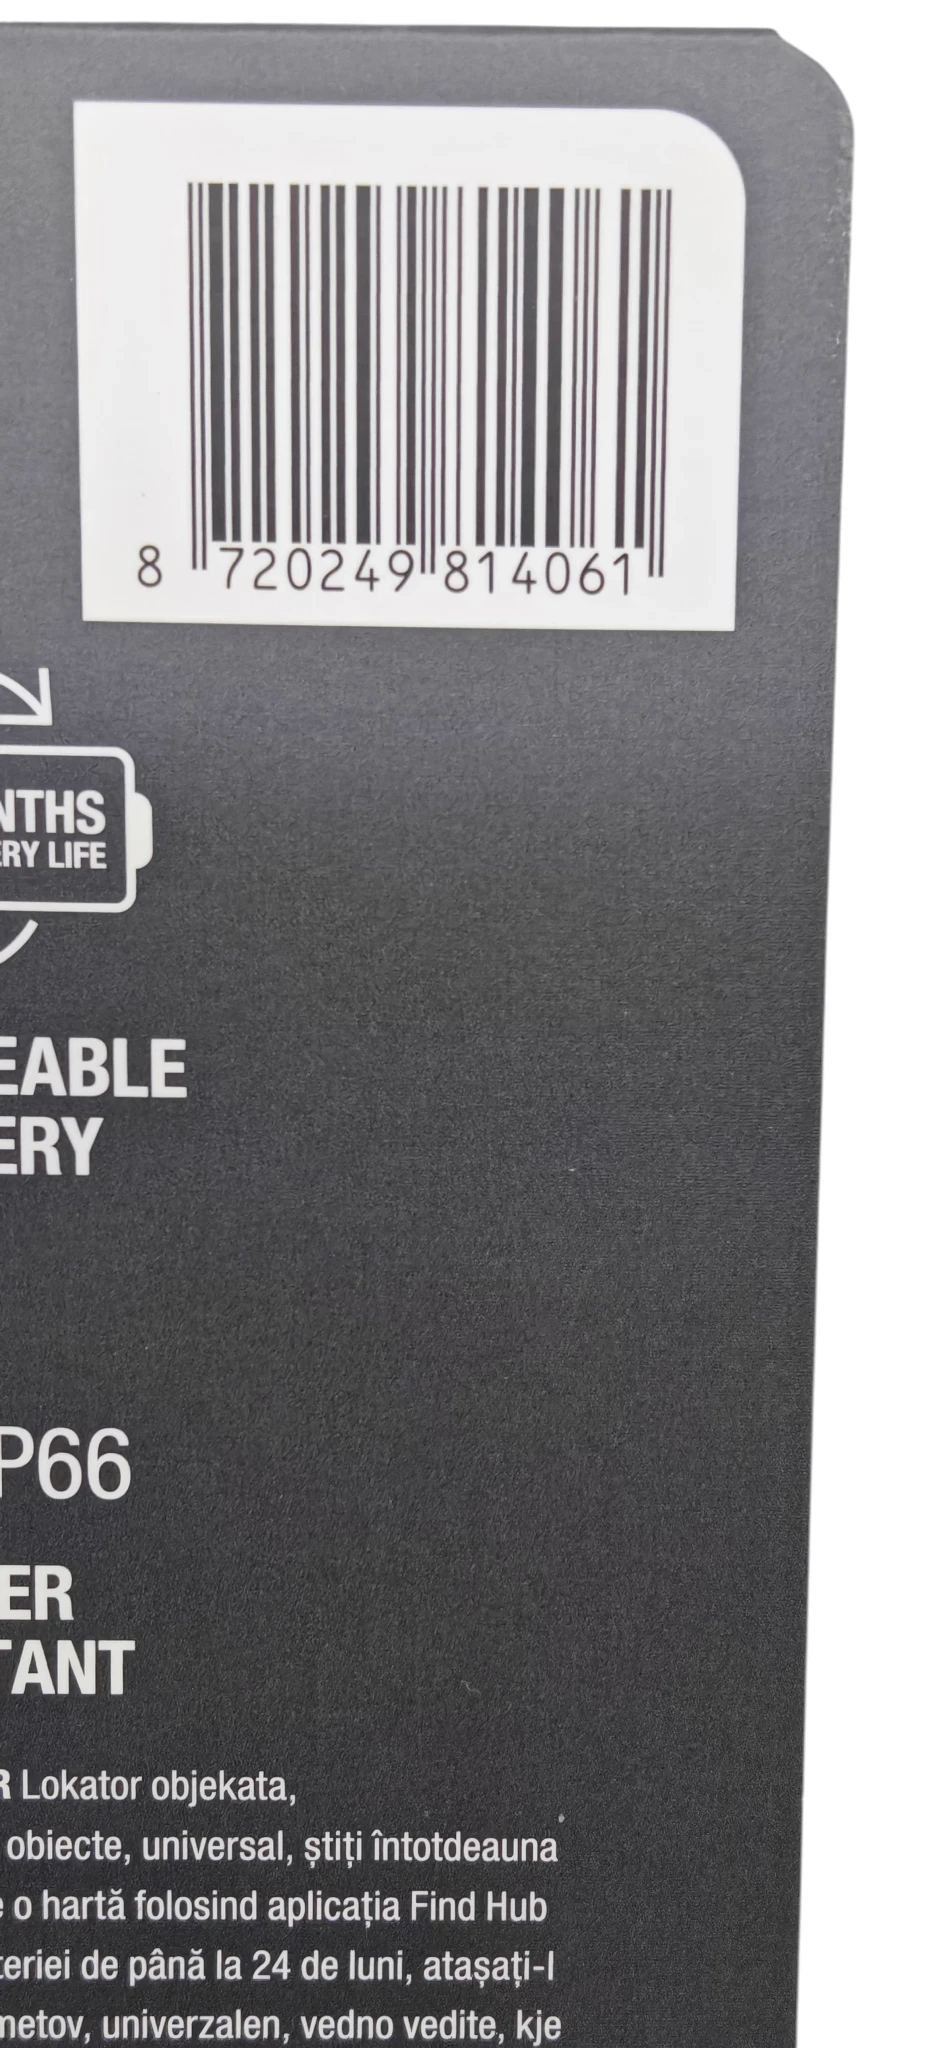 8 720249 814061
NTHS
ERY LIFE
EABLE
ERY
P66
ER
TANT
R Lokator objekata,
obiecte, universal, știți întotdeauna
e o hartă folosind aplicația Find Hub
teriei de până la 24 de luni, atașați-l
metov, univerzalen, vedno vedite, kje